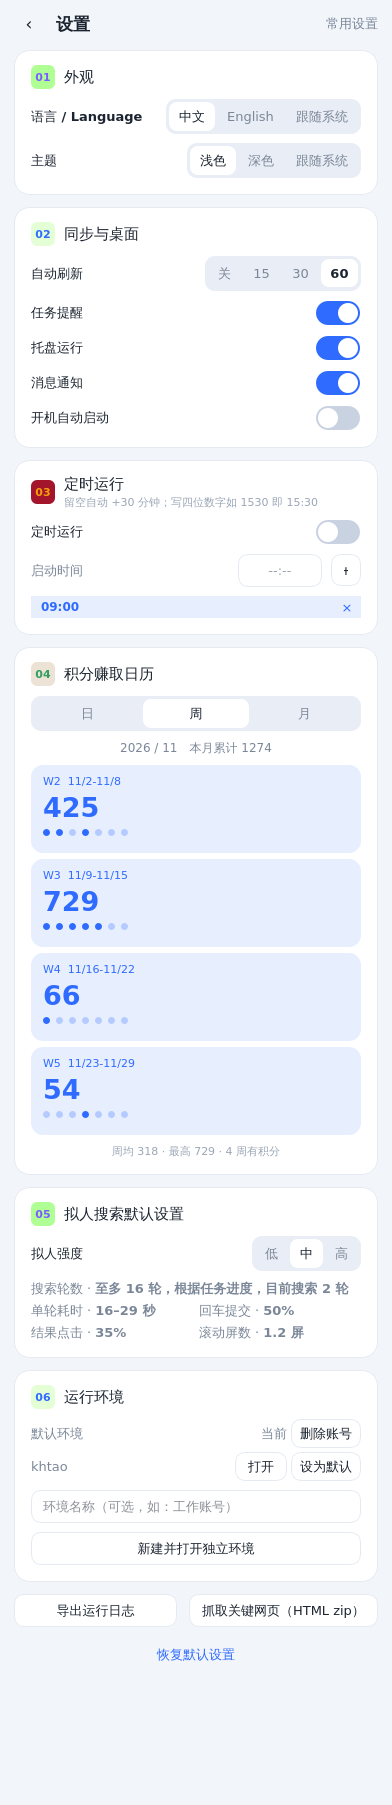 ‹ 设置 常用设置
01 外观
语言 / Language 中文 English 跟随系统
主题 浅色 深色 跟随系统
02 同步与桌面
自动刷新 关 15 30 60
任务提醒
托盘运行
消息通知
开机自动启动
03 定时运行
留空自动 +30 分钟；写四位数字如 1530 即 15:30
定时运行
启动时间 --:-- +
09:00 ×
04 积分赚取日历
日 周 月
2026 / 11 本月累计 1274
W2 11/2-11/8
425
W3 11/9-11/15
729
W4 11/16-11/22
66
W5 11/23-11/29
54
周均 318 · 最高 729 · 4 周有积分
05 拟人搜索默认设置
拟人强度 低 中 高
搜索轮数 · 至多 16 轮，根据任务进度，目前搜索 2 轮
单轮耗时 · 16–29 秒 回车提交 · 50%
结果点击 · 35% 滚动屏数 · 1.2 屏
06 运行环境
默认环境 当前 删除账号
khtao 打开 设为默认
环境名称（可选，如：工作账号）
新建并打开独立环境
导出运行日志 抓取关键网页（HTML zip）
恢复默认设置